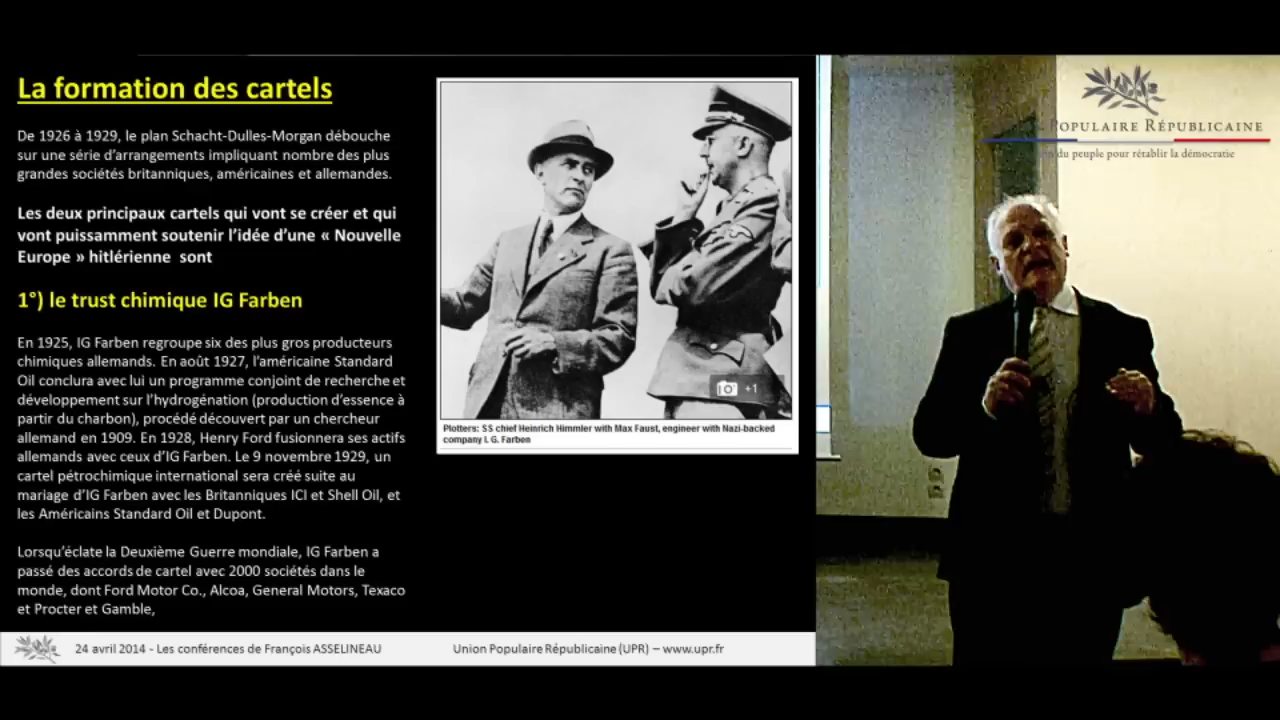 La formation des cartels
De 1926 à 1929, le plan Schacht-Dulles-Morgan débouche
sur une série d'arrangements impliquant nombre des plus
grandes sociétés britanniques, américaines et allemandes.
Les deux principaux cartels qui vont se créer et qui
vont puissamment soutenir l'idée d'une « Nouvelle
Europe » hitlérienne sont
1°) le trust chimique IG Farben
En 1925, IG Farben regroupe six des plus gros producteurs
chimiques allemands. En août 1927, l'américaine Standard
Oil conclura avec lui un programme conjoint de recherche et
développement sur l'hydrogénation (production d'essence à
partir du charbon), procédé découvert par un chercheur
allemand en 1909. En 1928, Henry Ford fusionnera ses actifs
allemands avec ceux d'IG Farben. Le 9 novembre 1929, un
cartel pétrochimique international sera créé suite au
mariage d'IG Farben avec les Britanniques ICI et Shell Oil, et
les Américains Standard Oil et Dupont.
Lorsqu'éclate la Deuxième Guerre mondiale, IG Farben a
passé des accords de cartel avec 2000 sociétés dans le
monde, dont Ford Motor Co., Alcoa, General Motors, Texaco
et Procter et Gamble,
+1
Plotters: SS chief Heinrich Himmler with Max Faust, engineer with Nazi-backed
company I. G. Farben
Populaire Républicaine
du peuple pour rétablir la démocratie
24 avril 2014 - Les conférences de François ASSELINEAU
Union Populaire Républicaine (UPR) – www.upr.fr